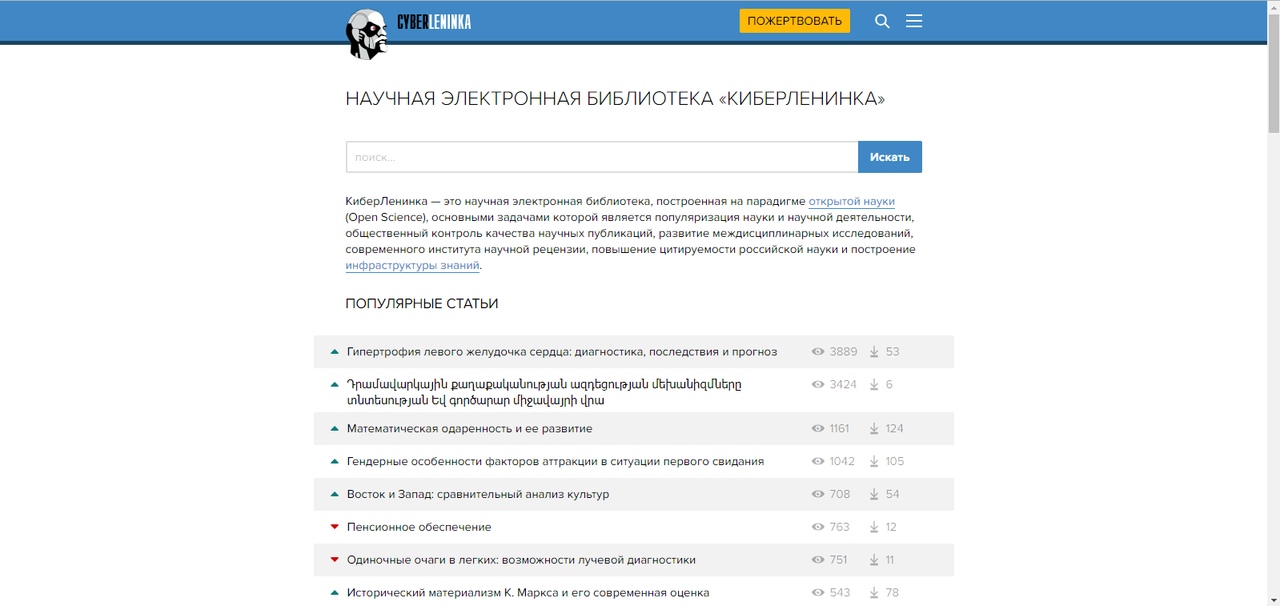 CYBERLENINKA
ПОЖЕРТВОВАТЬ
НАУЧНАЯ ЭЛЕКТРОННАЯ БИБЛИОТЕКА «КИБЕРЛЕНИНКА»
поиск...
Искать
КиберЛенинка — это научная электронная библиотека, построенная на парадигме открытой науки
(Open Science), основными задачами которой является популяризация науки и научной деятельности,
общественный контроль качества научных публикаций, развитие междисциплинарных исследований,
современного института научной рецензии, повышение цитируемости российской науки и построение
инфраструктуры знаний.
ПОПУЛЯРНЫЕ СТАТЬИ
Гипертрофия левого желудочка сердца: диагностика, последствия и прогноз 3889 53
Դրամավարկային քաղաքականության ազդեցության մեխանիզմները 3424 6
տնտեսության Եվ գործարար միջավայրի վրա
Математическая одаренность и ее развитие 1161 124
Гендерные особенности факторов аттракции в ситуации первого свидания 1042 105
Восток и Запад: сравнительный анализ культур 708 54
Пенсионное обеспечение 763 12
Одиночные очаги в легких: возможности лучевой диагностики 751 11
Исторический материализм К. Маркса и его современная оценка 543 78